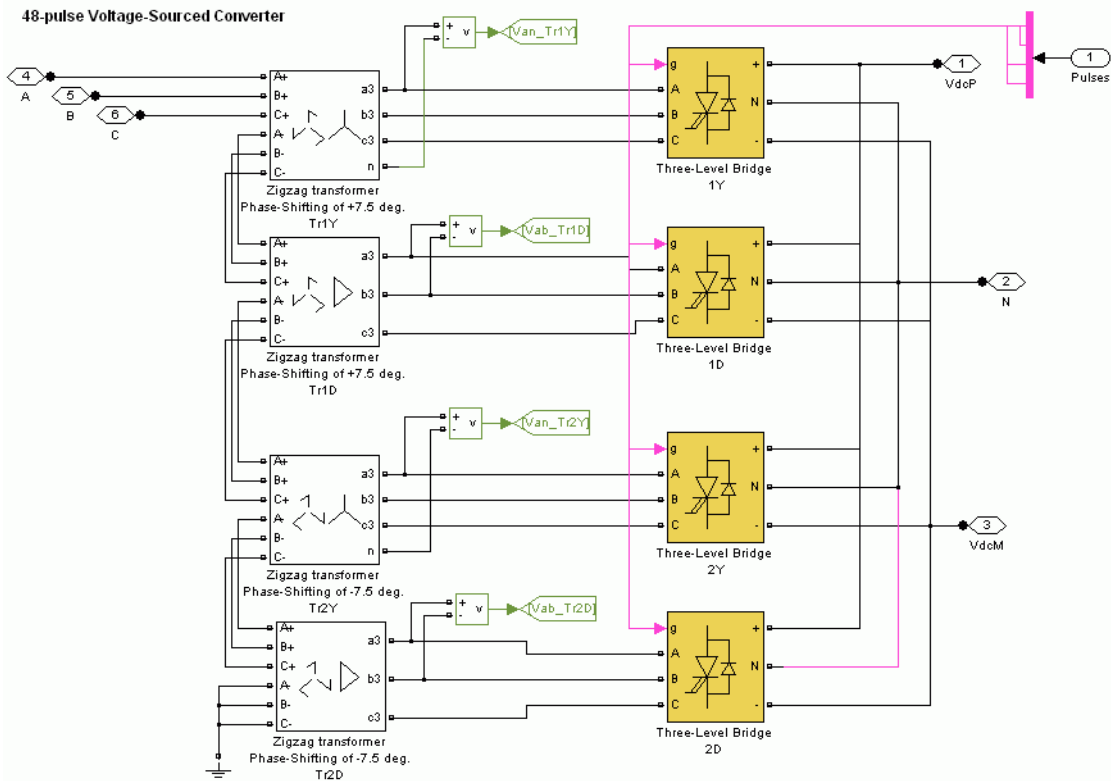 48-pulse Voltage-Sourced Converter
4
A
5
B
6
C
A+
B+
C+
A-
B-
C-
a3
b3
c3
n
Zigzag transformer
Phase-Shifting of +7.5 deg.
Tr1Y
+
-
v
[Van_Tr1Y]
g
A
B
C
+
N
-
Three-Level Bridge
1Y
1
VdcP
1
Pulses
A+
B+
C+
A-
B-
C-
a3
b3
c3
Zigzag transformer
Phase-Shifting of +7.5 deg.
Tr1D
+
-
v
[Vab_Tr1D]
g
A
B
C
+
N
-
Three-Level Bridge
1D
2
N
A+
B+
C+
A-
B-
C-
a3
b3
c3
n
Zigzag transformer
Phase-Shifting of -7.5 deg.
Tr2Y
+
-
v
[Van_Tr2Y]
g
A
B
C
+
N
-
Three-Level Bridge
2Y
3
VdcM
A+
B+
C+
A-
B-
C-
a3
b3
c3
Zigzag transformer
Phase-Shifting of -7.5 deg.
Tr2D
+
-
v
[Vab_Tr2D]
g
A
B
C
+
N
-
Three-Level Bridge
2D